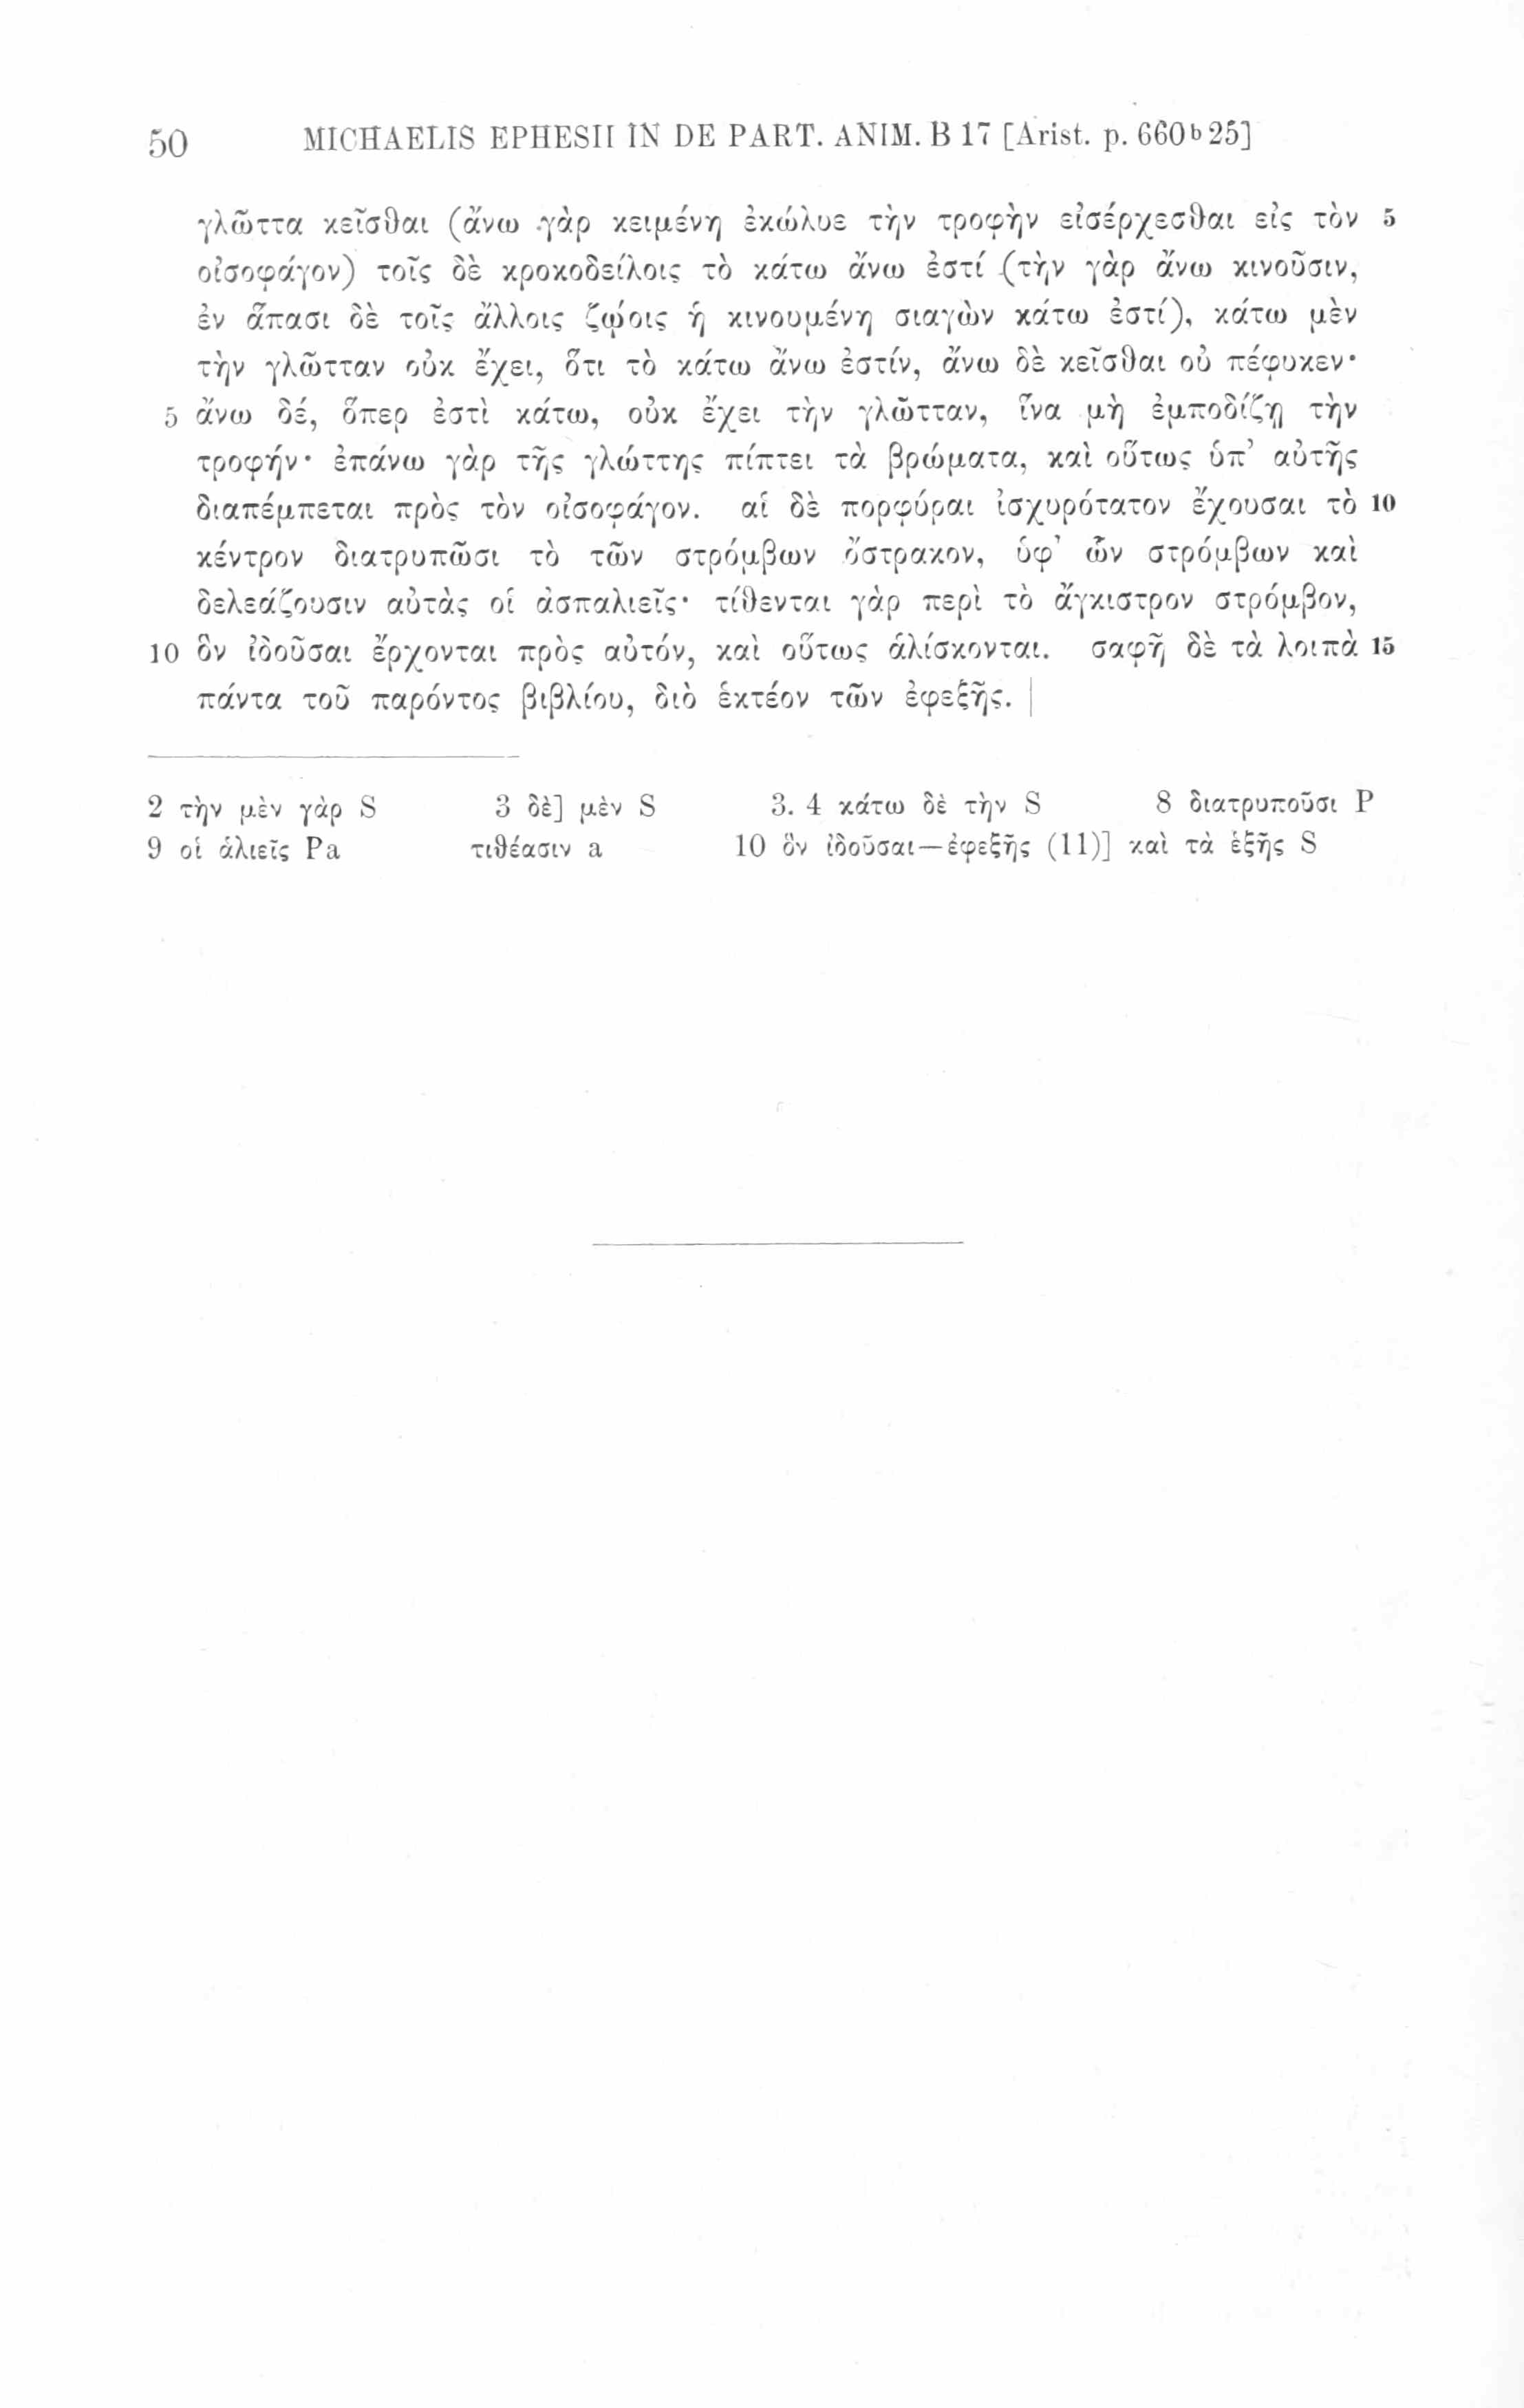 50 MICHAELIS EPHESII IN DE PART. ANIM. B 17 [Arist. p. 660b25]
γλῶττα κεῖσθαι (ἄνω γὰρ κειμένη ἐκώλυε τὴν τροφὴν εἰσέρχεσθαι εἰς τὸν 5
οἰσοφάγον) τοῖς δὲ κροκοδείλοις τὸ κάτω ἄνω ἐστί (τὴν γὰρ ἄνω κινοῦσιν,
ἐν ἅπασι δὲ τοῖς ἄλλοις ζῴοις ἡ κινουμένη σιαγὼν κάτω ἐστί), κάτω μὲν
τὴν γλῶτταν οὐκ ἔχει, ὅτι τὸ κάτω ἄνω ἐστίν, ἄνω δὲ κεῖσθαι οὐ πέφυκεν·
5 ἄνω δέ, ὅπερ ἐστὶ κάτω, οὐκ ἔχει τὴν γλῶτταν, ἵνα μὴ ἐμποδίζῃ τὴν
τροφήν· ἐπάνω γὰρ τῆς γλώττης πίπτει τὰ βρώματα, καὶ οὕτως ὑπ' αὐτῆς
διαπέμπεται πρὸς τὸν οἰσοφάγον. αἱ δὲ πορφύραι ἰσχυρότατον ἔχουσαι τὸ 10
κέντρον διατρυπῶσι τὸ τῶν στρόμβων ὄστρακον, ὑφ' ὧν στρόμβων καὶ
δελεάζουσιν αὐτὰς οἱ ἀσπαλιεῖς· τίθενται γὰρ περὶ τὸ ἄγκιστρον στρόμβον,
10 ὃν ἰδοῦσαι ἔρχονται πρὸς αὐτόν, καὶ οὕτως ἁλίσκονται. σαφῆ δὲ τὰ λοιπὰ 15
πάντα τοῦ παρόντος βιβλίου, διὸ ἑκτέον τῶν ἐφεξῆς. |
2 τὴν μὲν γὰρ S 3 δὲ] μὲν S 3. 4 κάτω δὲ τὴν S 8 διατρυποῦσι P
9 οἱ ἁλιεῖς Pa τιθέασιν a 10 ὃν ἰδοῦσαι—ἐφεξῆς (11)] καὶ τὰ ἑξῆς S